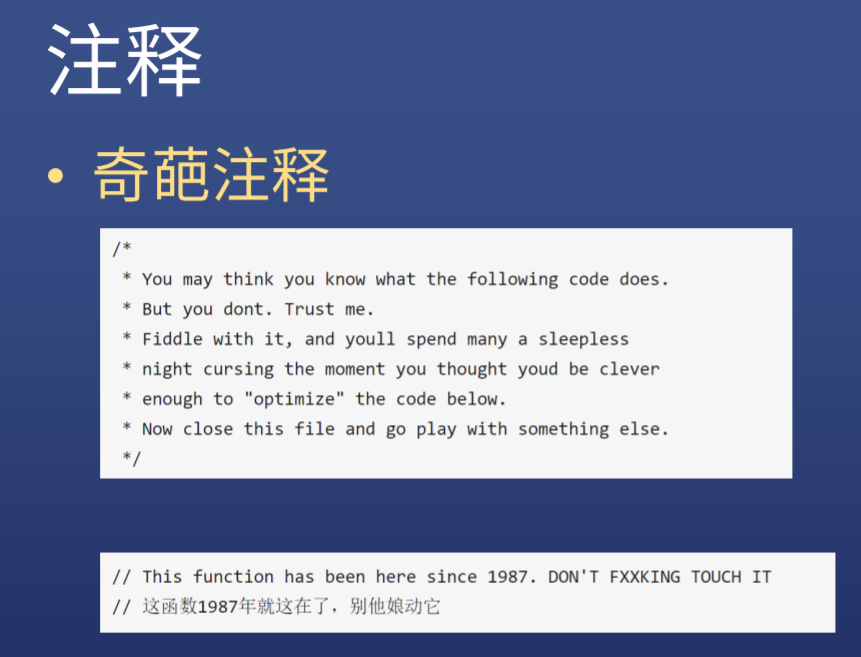 注释
• 奇葩注释
/*
 * You may think you know what the following code does.
 * But you dont. Trust me.
 * Fiddle with it, and youll spend many a sleepless
 * night cursing the moment you thought youd be clever
 * enough to "optimize" the code below.
 * Now close this file and go play with something else.
 */
// This function has been here since 1987. DON'T FXXKING TOUCH IT
// 这函数1987年就这在了，别他娘动它